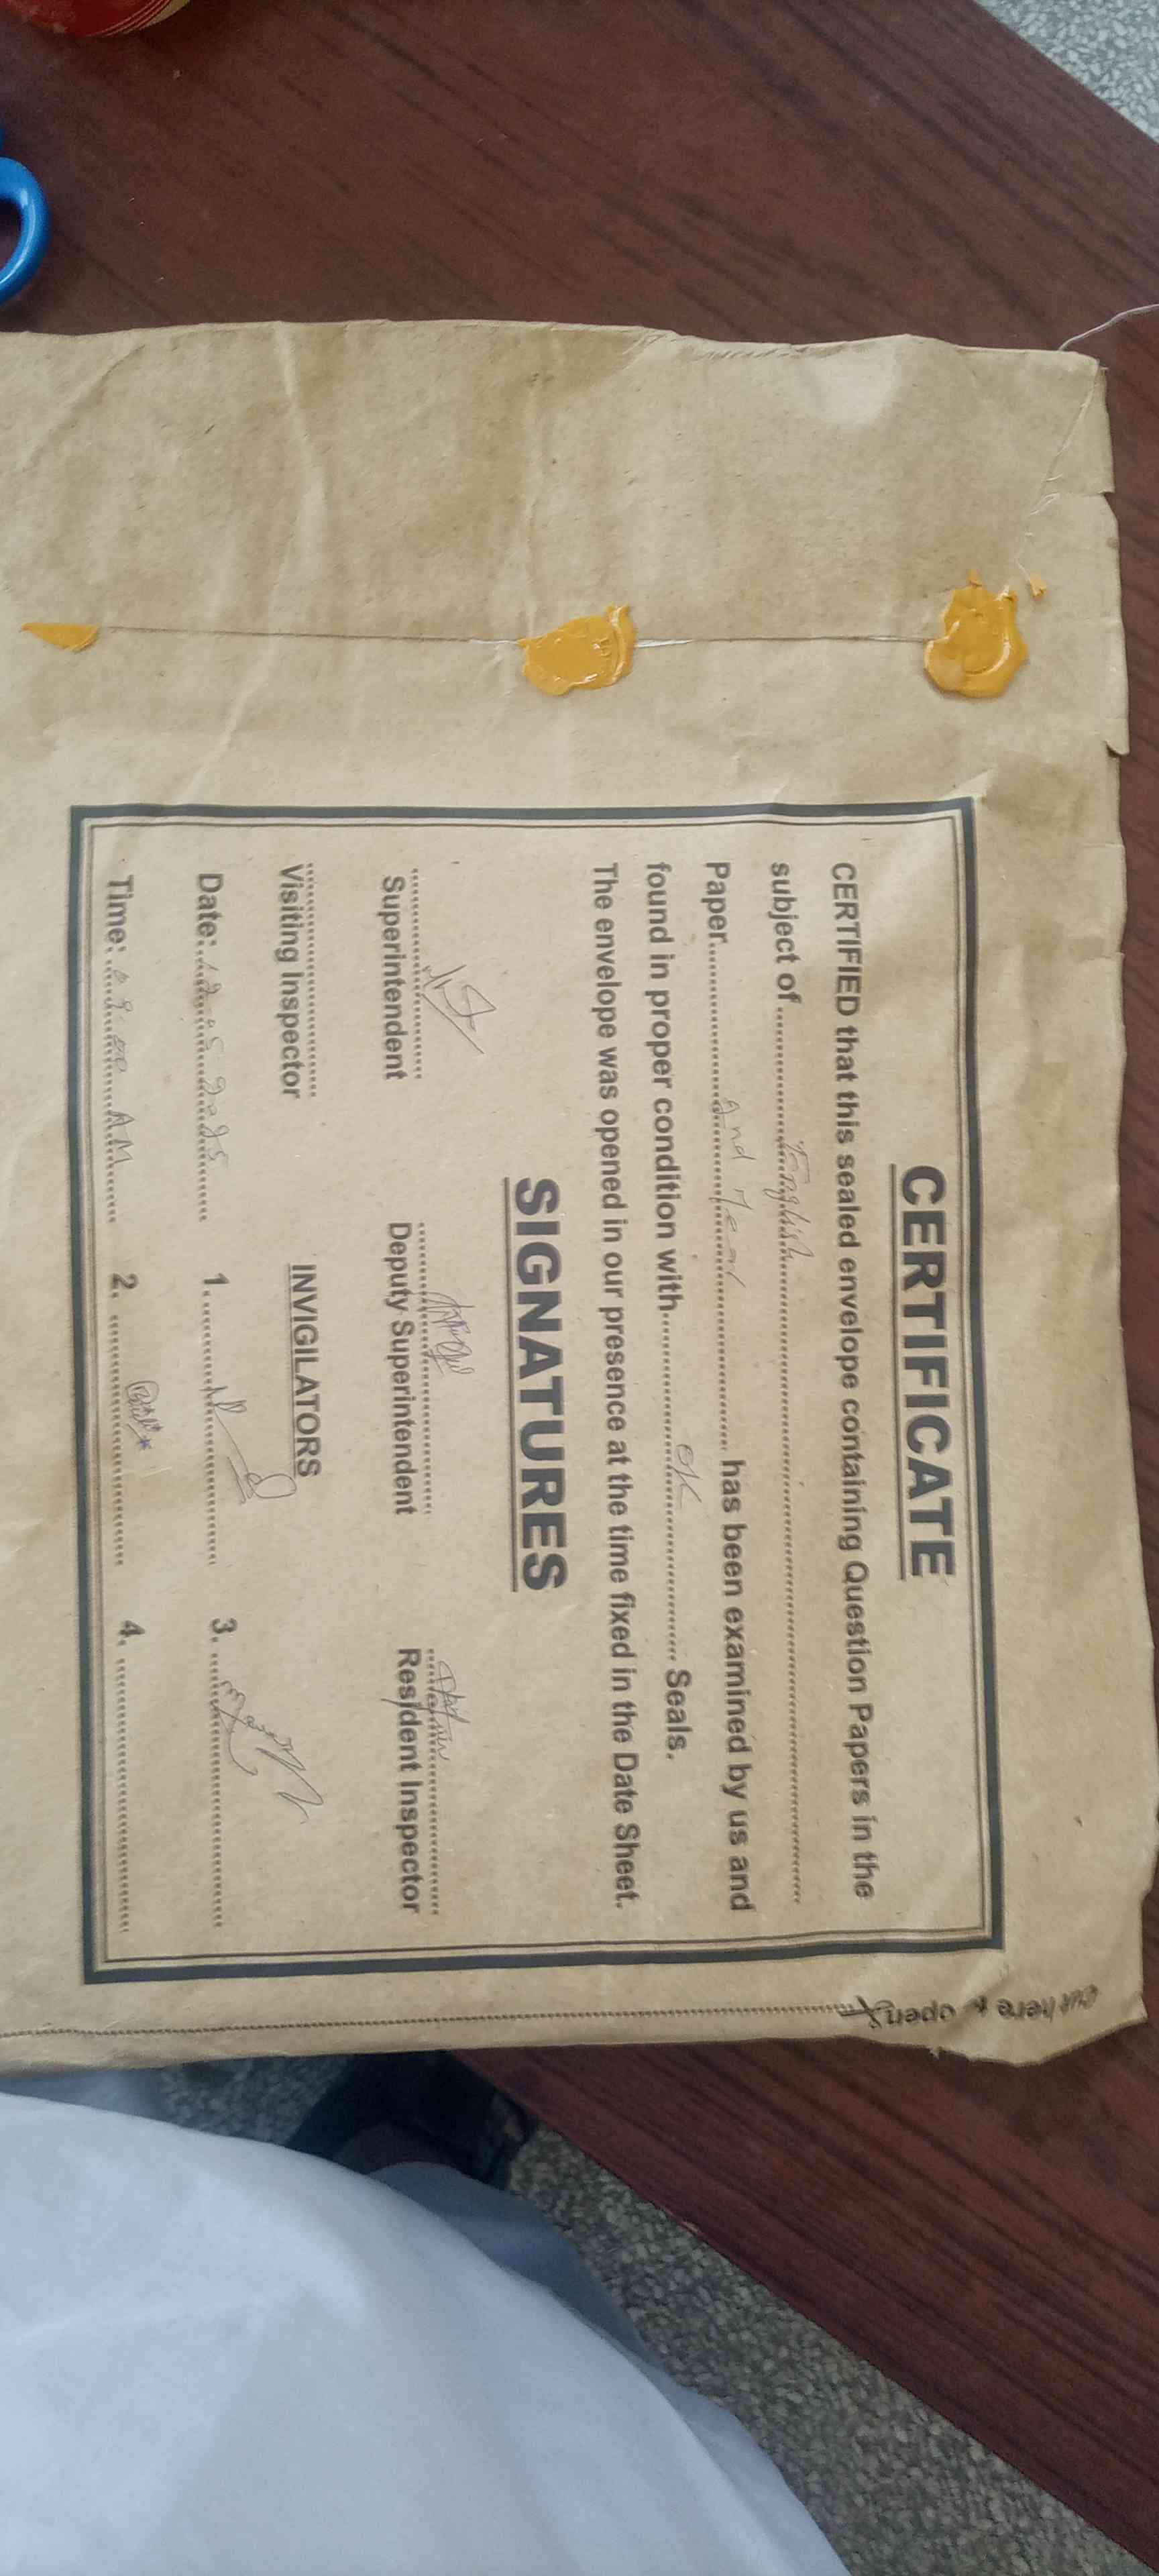 CERTIFICATE
CERTIFIED that this sealed envelope containing Question Papers in the
subject of English
Paper 2nd Year has been examined by us and
found in proper condition with ok Seals.
The envelope was opened in our presence at the time fixed in the Date Sheet.
SIGNATURES
Superintendent Deputy Superintendent Resident Inspector
Visiting Inspector INVIGILATORS
Date: 1. 3.
Time: 08:00 AM 2. 4.
cut here to open